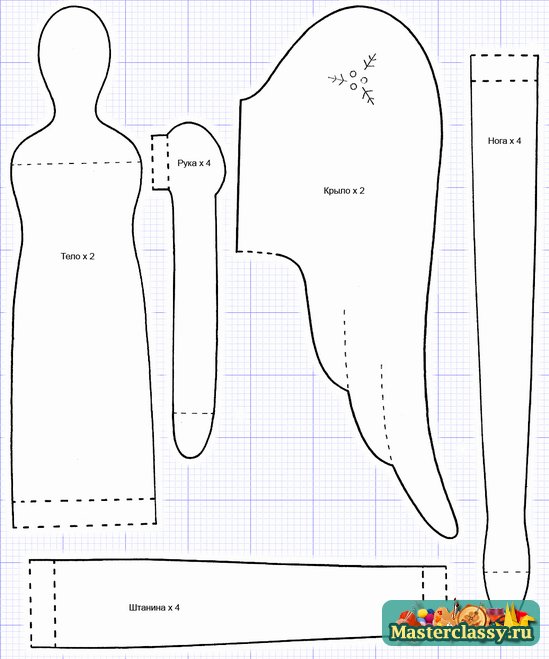 Нога x 4
Рука x 4
Крыло x 2
Тело x 2
Штанина x 4
Masterclassy.ru